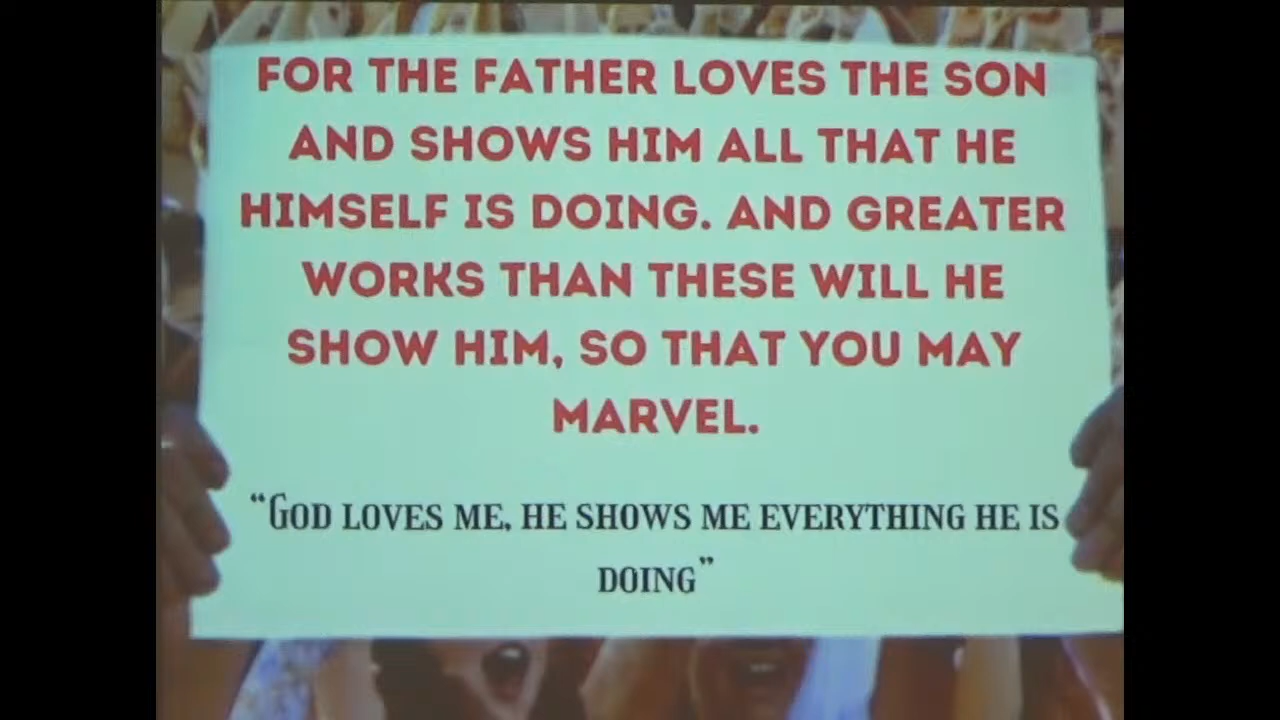 FOR THE FATHER LOVES THE SON
AND SHOWS HIM ALL THAT HE
HIMSELF IS DOING. AND GREATER
WORKS THAN THESE WILL HE
SHOW HIM, SO THAT YOU MAY
MARVEL.
“GOD LOVES ME, HE SHOWS ME EVERYTHING HE IS
DOING”